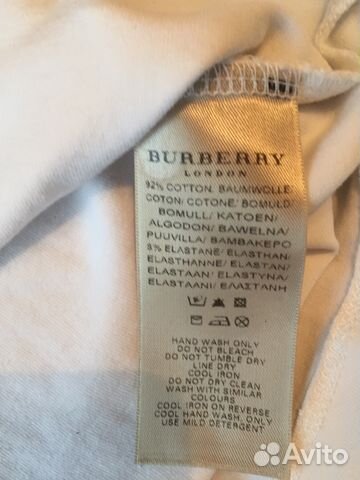 BURBERRY
LONDON
92% COTTON, BAUMWOLLE
COTON/ COTONE/ BOMULD
BOMULL/ KATOEN/
ALGODON/ BAWELNA/
PUUVILLA/ BAMBAKEPO
8% ELASTANE/ ELASTHAN/
ELASTHANNE/ ELASTAN/
ELASTAAN/ ELASTYNA/
ELASTAANI/ ΕΛΑΣΤΑΝΗ
HAND WASH ONLY
DO NOT BLEACH
DO NOT TUMBLE DRY
LINE DRY
COOL IRON
DO NOT DRY CLEAN
WASH WITH SIMILAR
COLOURS
COOL IRON ON REVERSE
COOL HAND WASH, ONLY
USE MILD DETERGENT
Avito